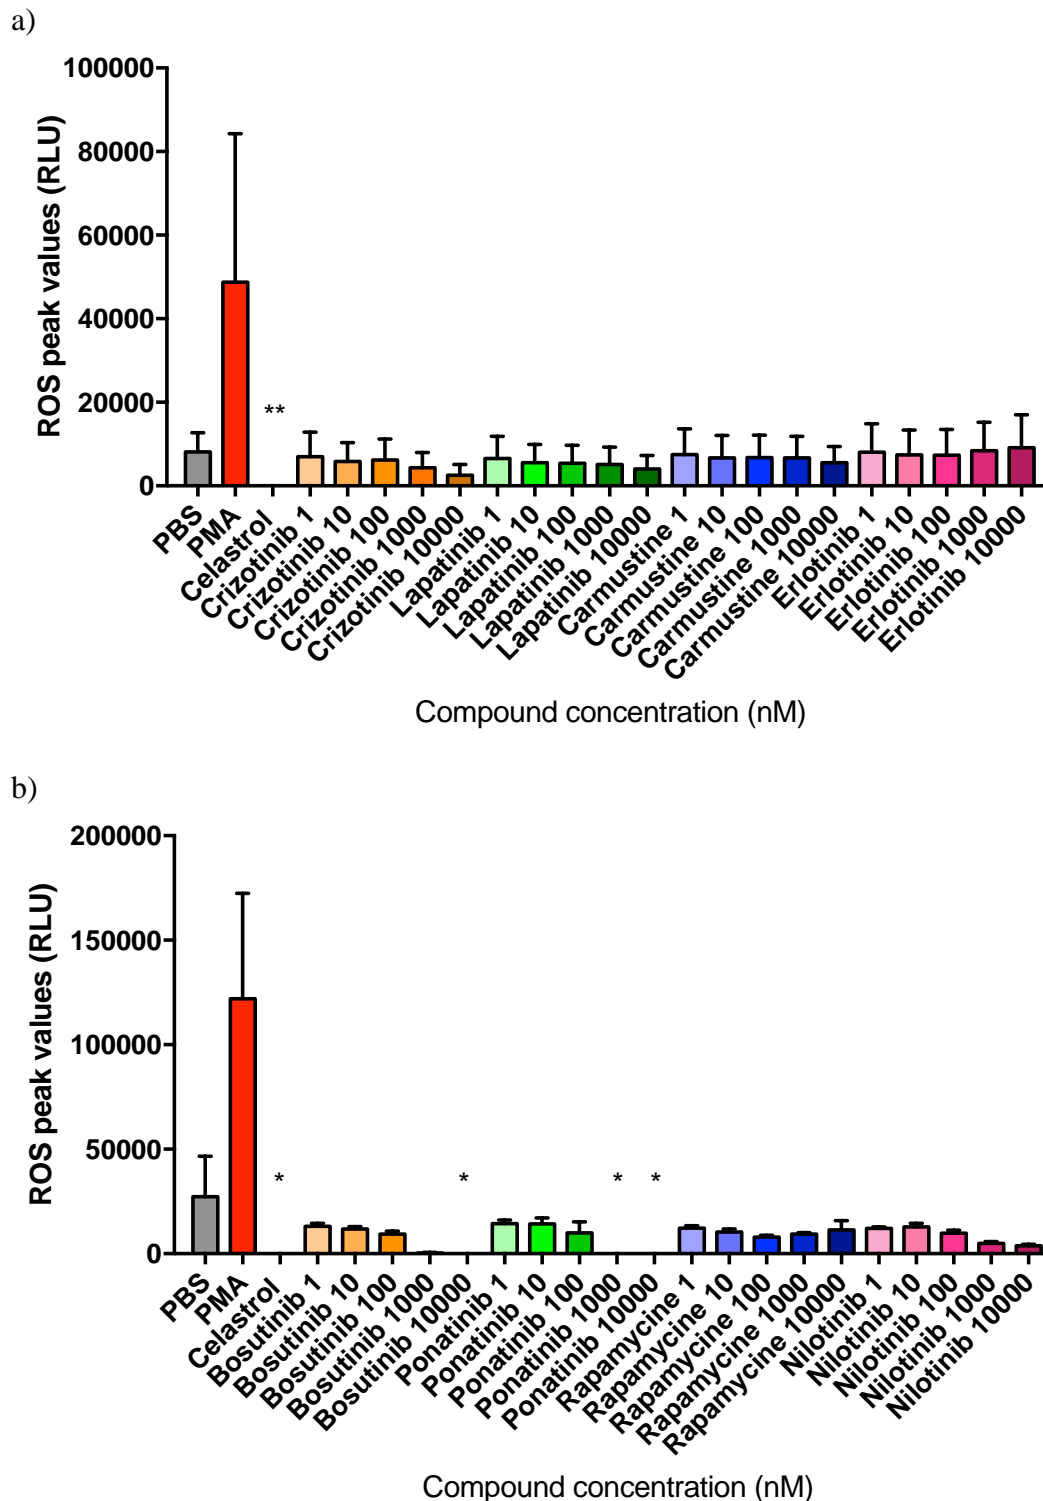 a)
ROS peak values (RLU)
100000
80000
60000
40000
20000
0
**
PBS
PMA
Celastrol
Crizotinib 1
Crizotinib 10
Crizotinib 100
Crizotinib 1000
Crizotinib 10000
Lapatinib 1
Lapatinib 10
Lapatinib 100
Lapatinib 1000
Lapatinib 10000
Carmustine 1
Carmustine 10
Carmustine 100
Carmustine 1000
Carmustine 10000
Erlotinib 1
Erlotinib 10
Erlotinib 100
Erlotinib 1000
Erlotinib 10000
Compound concentration (nM)
b)
ROS peak values (RLU)
200000
150000
100000
50000
0
* * * *
PBS
PMA
Celastrol
Bosutinib 1
Bosutinib 10
Bosutinib 100
Bosutinib 1000
Bosutinib 10000
Ponatinib 1
Ponatinib 10
Ponatinib 100
Ponatinib 1000
Ponatinib 10000
Rapamycine 1
Rapamycine 10
Rapamycine 100
Rapamycine 1000
Rapamycine 10000
Nilotinib 1
Nilotinib 10
Nilotinib 100
Nilotinib 1000
Nilotinib 10000
Compound concentration (nM)